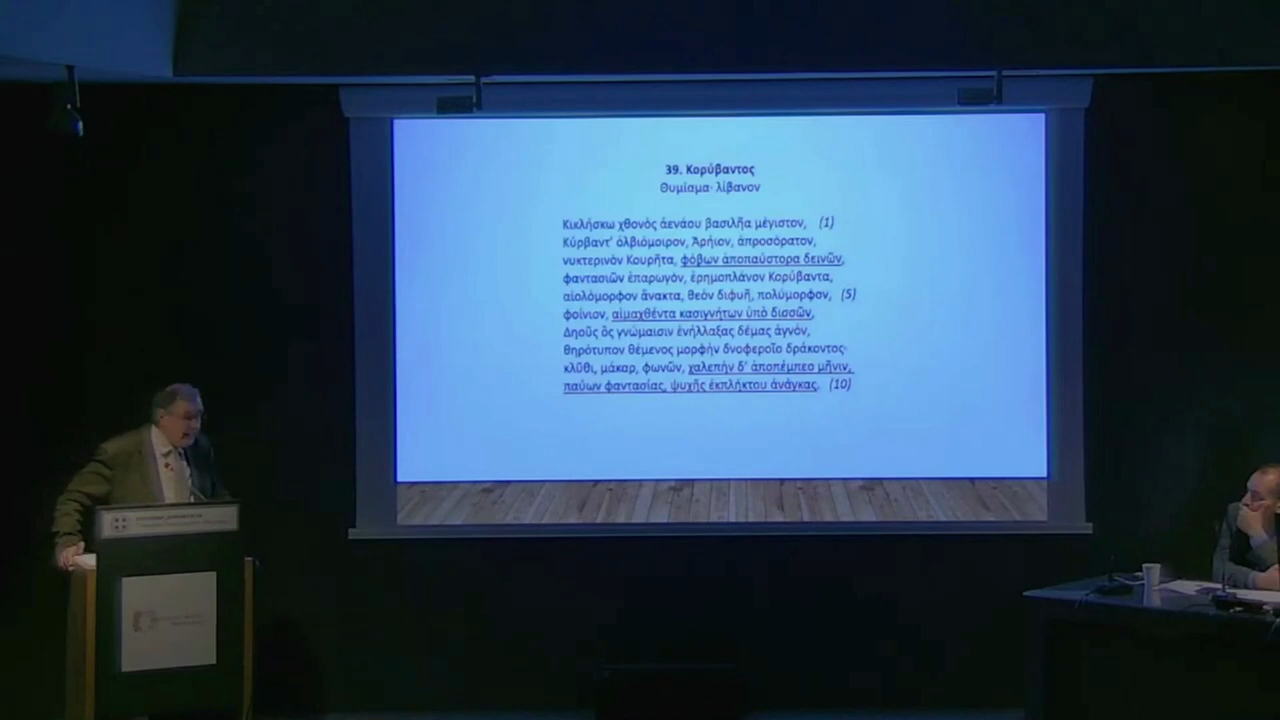 39. Κορύβαντος
Θυμίαμα· λίβανον
Κικλήσκω χθονὸς ἀενάου βασιλῆα μέγιστον, (1)
Κύρβαντ' ὀλβιόμοιρον, Ἀρήιον, ἀπροσόρατον,
νυκτερινὸν Κουρῆτα, φόβων ἀποπαύστορα δεινῶν,
φαντασιῶν ἐπαρωγόν, ἐρημοπλάνον Κορύβαντα,
αἰολόμορφον ἄνακτα, θεὸν διφυῆ, πολύμορφον, (5)
φοίνιον, αἱμαχθέντα κασιγνήτων ὑπὸ δισσῶν,
Δηοῦς ὃς γνώμαισιν ἐνήλλαξας δέμας ἁγνόν,
θηρότυπον θέμενος μορφὴν δνοφεροῖο δράκοντος·
κλῦθι, μάκαρ, φωνῶν, χαλεπὴν δ' ἀποπέμπεο μῆνιν,
παύων φαντασίας, ψυχῆς ἐκπλήκτου ἀνάγκας. (10)